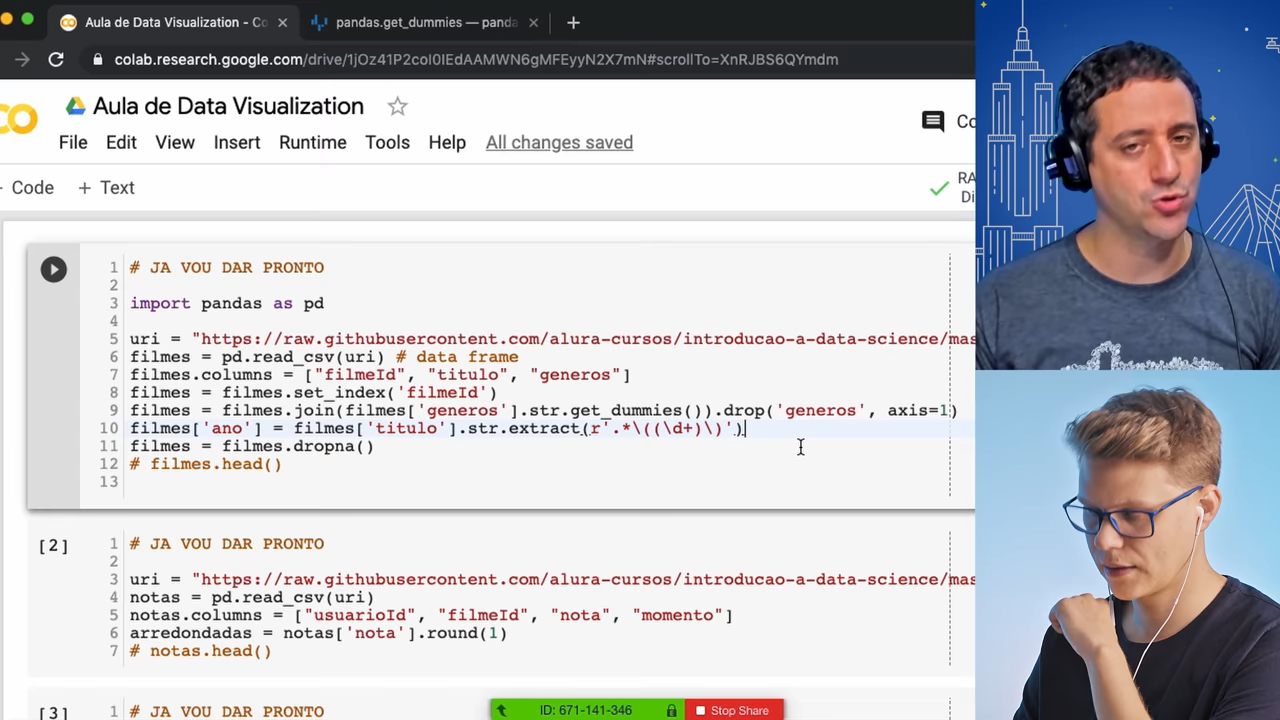 Aula de Data Visualization - Co
pandas.get_dummies — panda
colab.research.google.com/drive/1jOz41P2coI0IEdAAMWN6gMFEyyN2X7mN#scrollTo=XnRJBS6QYmdm
Aula de Data Visualization
Co
File Edit View Insert Runtime Tools Help All changes saved
Code + Text
RA
Di
1 # JA VOU DAR PRONTO
2
3 import pandas as pd
4
5 uri = "https://raw.githubusercontent.com/alura-cursos/introducao-a-data-science/mas
6 filmes = pd.read_csv(uri) # data frame
7 filmes.columns = ["filmeId", "titulo", "generos"]
8 filmes = filmes.set_index('filmeId')
9 filmes = filmes.join(filmes['generos'].str.get_dummies()).drop('generos', axis=1)
10 filmes['ano'] = filmes['titulo'].str.extract(r'.*\((\d+)\)')
11 filmes = filmes.dropna()
12 # filmes.head()
13
[2] 1 # JA VOU DAR PRONTO
2
3 uri = "https://raw.githubusercontent.com/alura-cursos/introducao-a-data-science/mas
4 notas = pd.read_csv(uri)
5 notas.columns = ["usuarioId", "filmeId", "nota", "momento"]
6 arredondadas = notas['nota'].round(1)
7 # notas.head()
[3] 1 # JA VOU DAR PRONTO
ID: 671-141-346 Stop Share